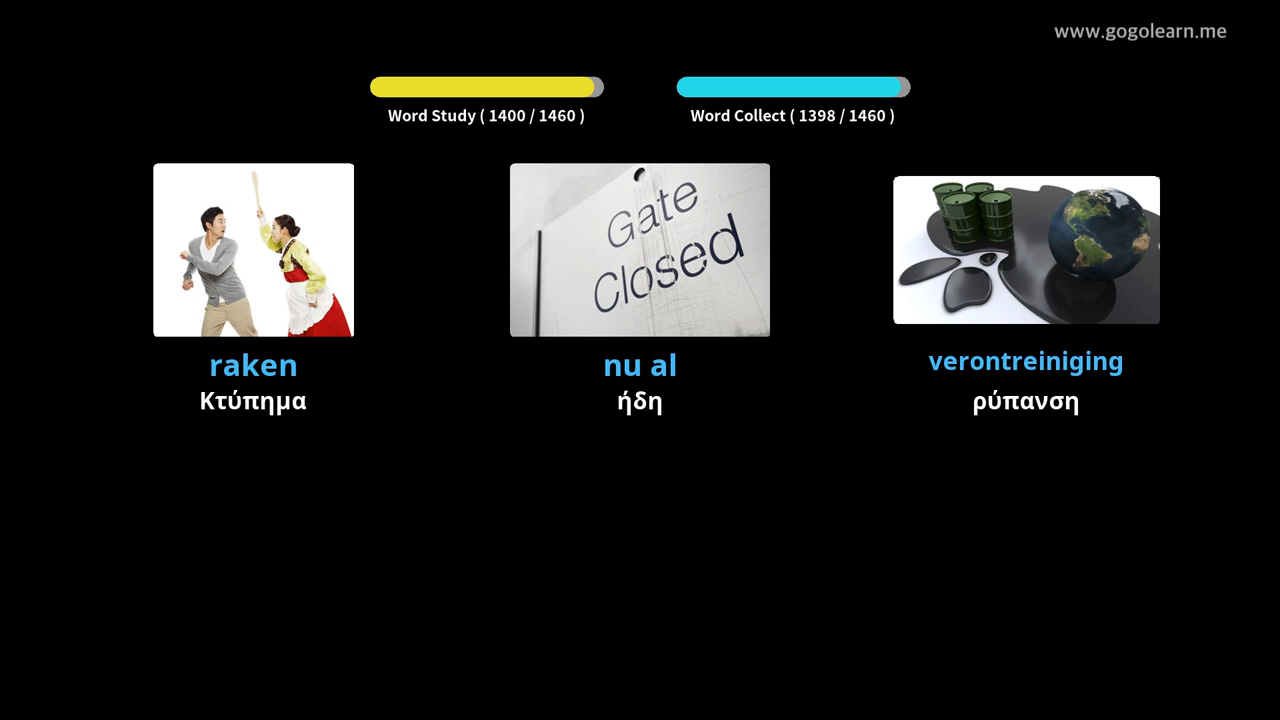 www.gogolearn.me
Word Study ( 1400 / 1460 )
Word Collect ( 1398 / 1460 )
Gate
Closed
raken
Κτύπημα
nu al
ήδη
verontreiniging
ρύπανση